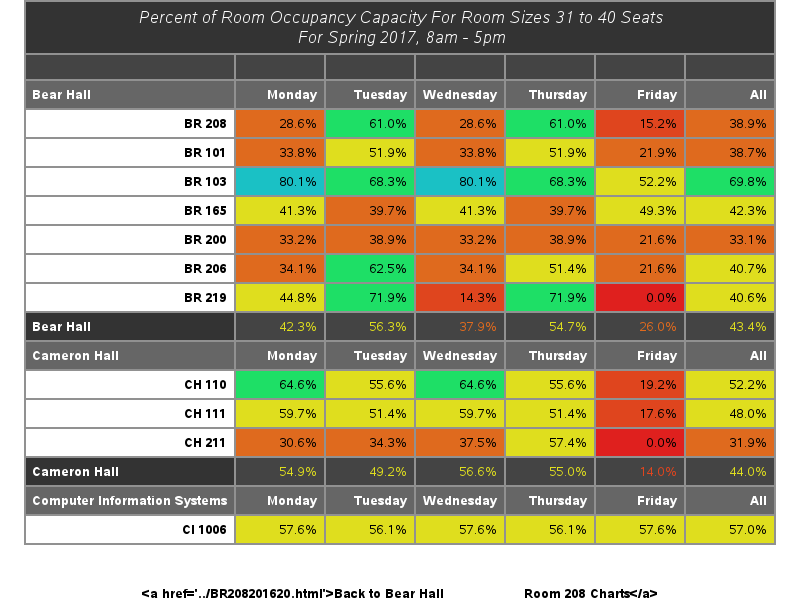 Percent of Room Occupancy Capacity For Room Sizes 31 to 40 Seats
For Spring 2017, 8am - 5pm
Bear Hall Monday Tuesday Wednesday Thursday Friday All
BR 208 28.6% 61.0% 28.6% 61.0% 15.2% 38.9%
BR 101 33.8% 51.9% 33.8% 51.9% 21.9% 38.7%
BR 103 80.1% 68.3% 80.1% 68.3% 52.2% 69.8%
BR 165 41.3% 39.7% 41.3% 39.7% 49.3% 42.3%
BR 200 33.2% 38.9% 33.2% 38.9% 21.6% 33.1%
BR 206 34.1% 62.5% 34.1% 51.4% 21.6% 40.7%
BR 219 44.8% 71.9% 14.3% 71.9% 0.0% 40.6%
Bear Hall 42.3% 56.3% 37.9% 54.7% 26.0% 43.4%
Cameron Hall Monday Tuesday Wednesday Thursday Friday All
CH 110 64.6% 55.6% 64.6% 55.6% 19.2% 52.2%
CH 111 59.7% 51.4% 59.7% 51.4% 17.6% 48.0%
CH 211 30.6% 34.3% 37.5% 57.4% 0.0% 31.9%
Cameron Hall 54.9% 49.2% 56.6% 55.0% 14.0% 44.0%
Computer Information Systems Monday Tuesday Wednesday Thursday Friday All
CI 1006 57.6% 56.1% 57.6% 56.1% 57.6% 57.0%
<a href='../BR208201620.html'>Back to Bear Hall Room 208 Charts</a>